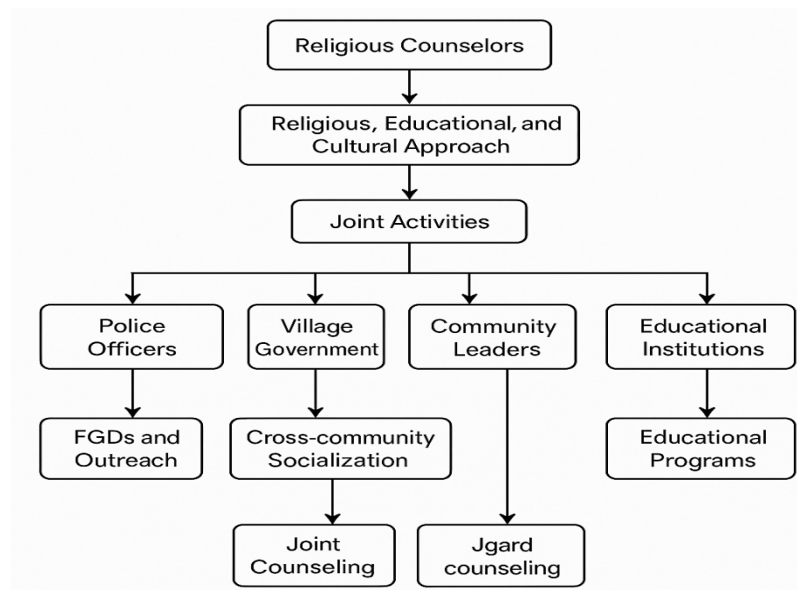 Religious Counselors
Religious, Educational, and
Cultural Approach
Joint Activities
Police
Officers
Village
Government
Community
Leaders
Educational
Institutions
FGDs and
Outreach
Cross-community
Socialization
Educational
Programs
Joint
Counseling
Jgard
counseling